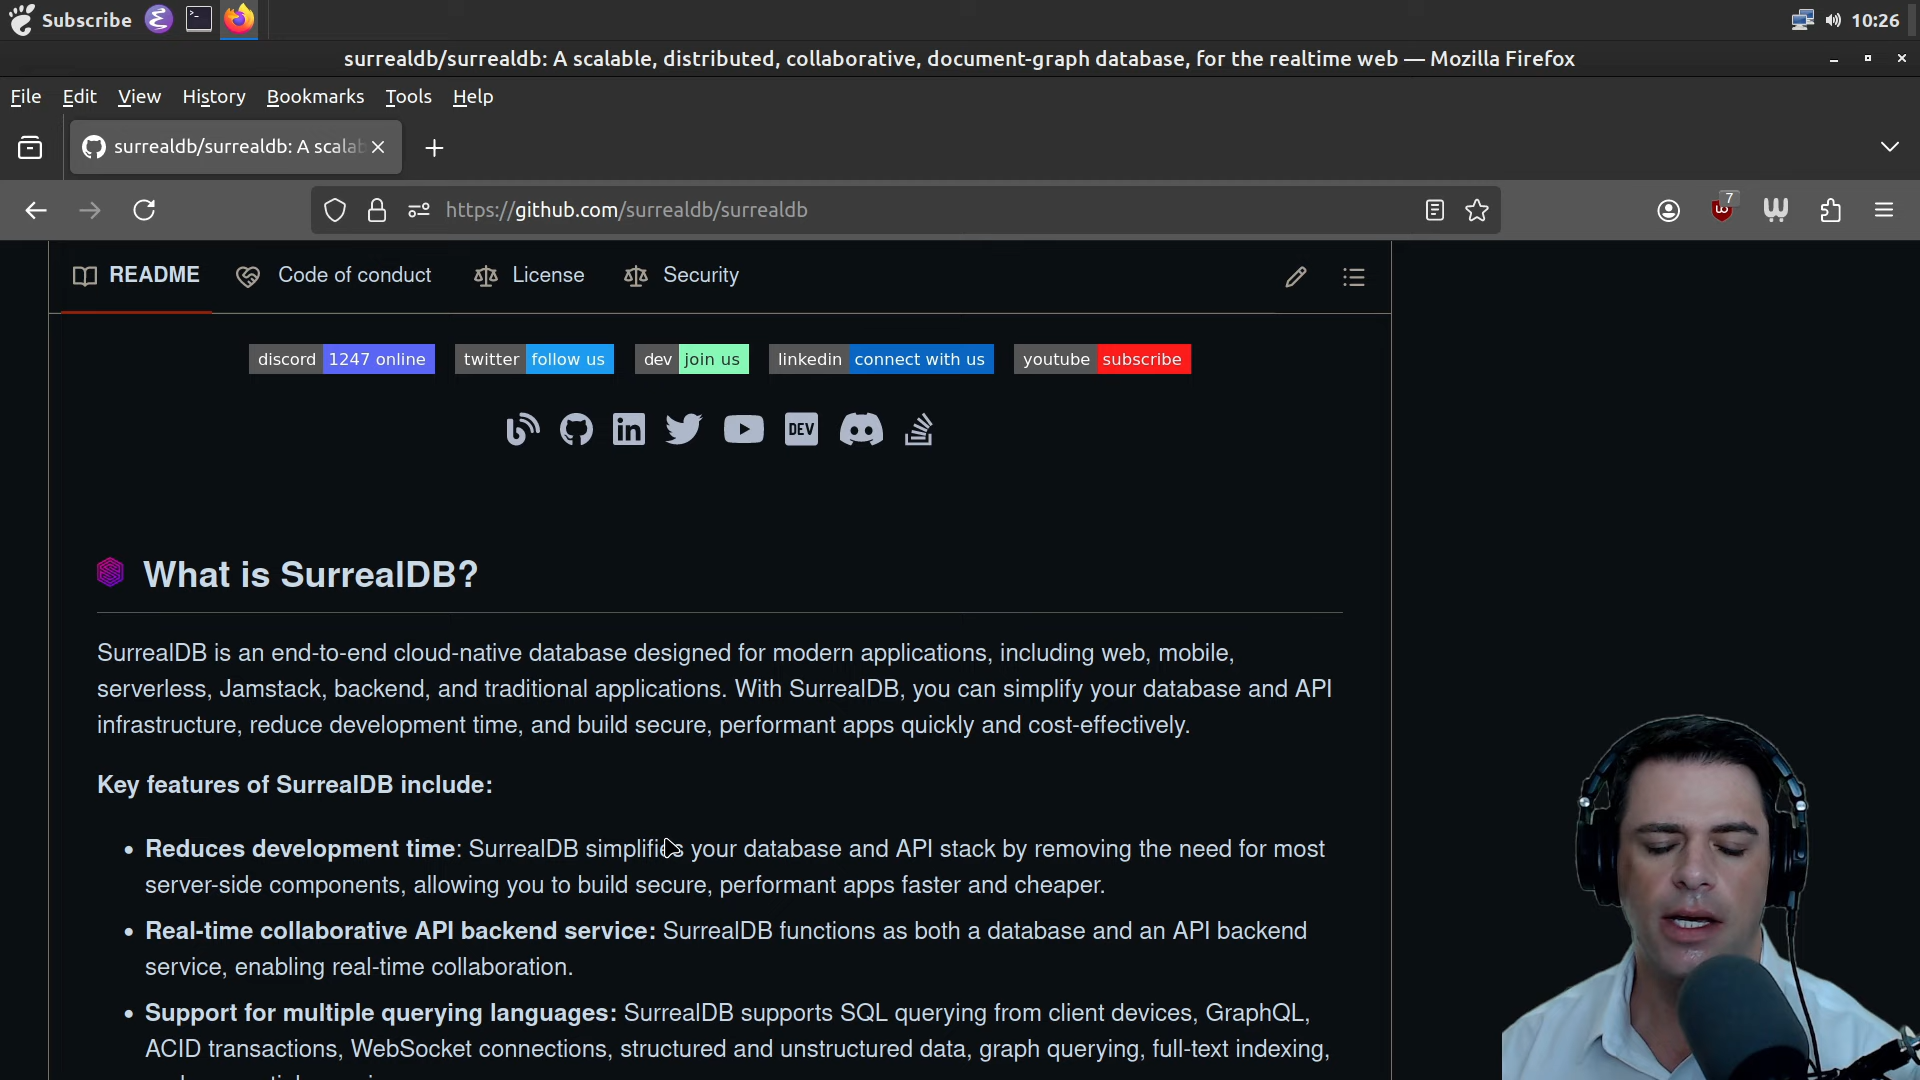 Subscribe
10:26
surrealdb/surrealdb: A scalable, distributed, collaborative, document-graph database, for the realtime web — Mozilla Firefox
File Edit View History Bookmarks Tools Help
surrealdb/surrealdb: A scalab
https://github.com/surrealdb/surrealdb
7
README Code of conduct License Security
discord 1247 online twitter follow us dev join us linkedin connect with us youtube subscribe
DEV
What is SurrealDB?
SurrealDB is an end-to-end cloud-native database designed for modern applications, including web, mobile,
serverless, Jamstack, backend, and traditional applications. With SurrealDB, you can simplify your database and API
infrastructure, reduce development time, and build secure, performant apps quickly and cost-effectively.
Key features of SurrealDB include:
• Reduces development time: SurrealDB simplifies your database and API stack by removing the need for most
server-side components, allowing you to build secure, performant apps faster and cheaper.
• Real-time collaborative API backend service: SurrealDB functions as both a database and an API backend
service, enabling real-time collaboration.
• Support for multiple querying languages: SurrealDB supports SQL querying from client devices, GraphQL,
ACID transactions, WebSocket connections, structured and unstructured data, graph querying, full-text indexing,